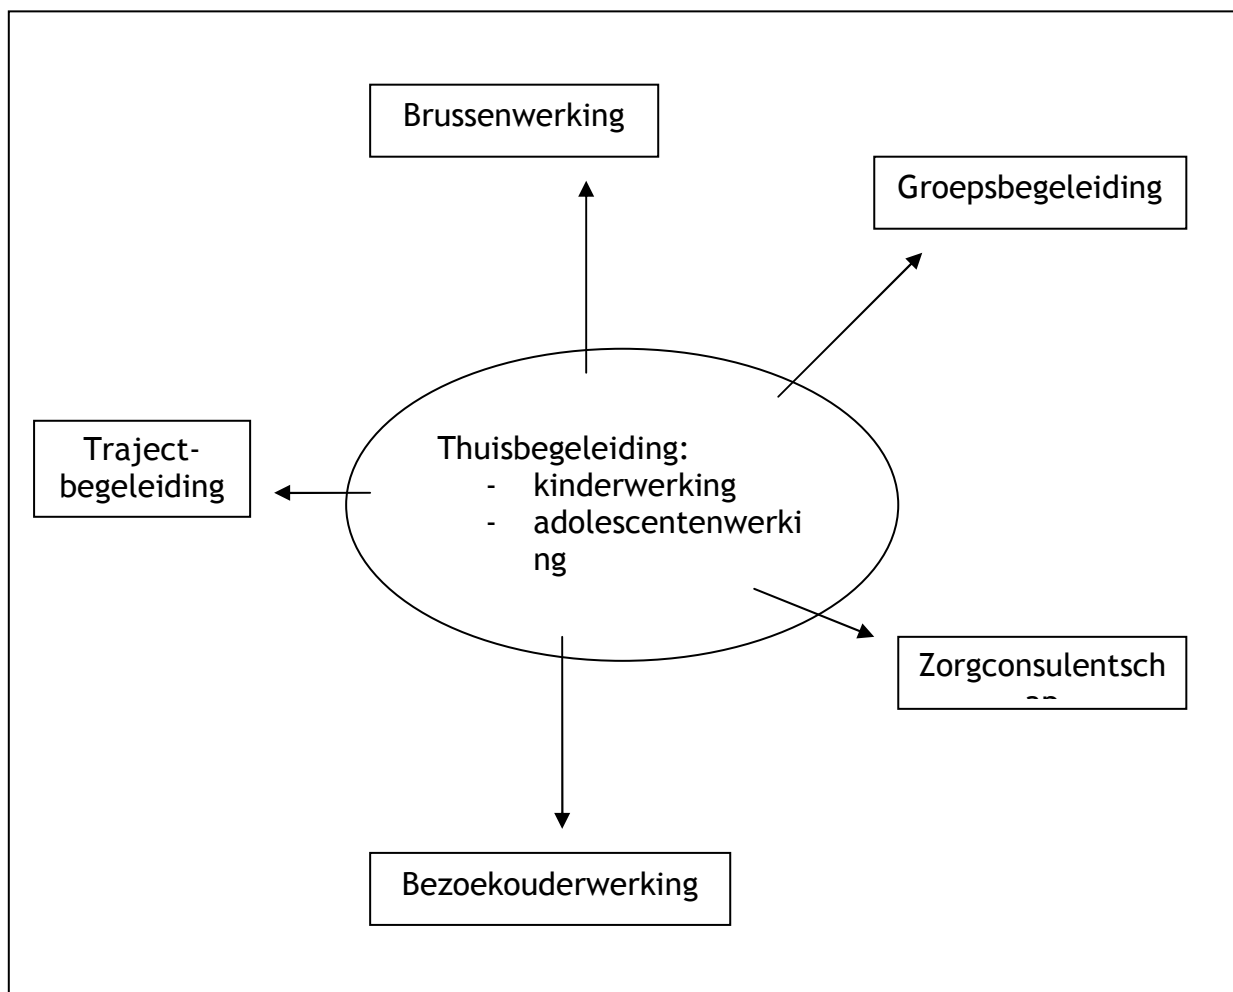 Brussenwerking
Groepsbegeleiding
Traject-
begeleiding
Thuisbegeleiding:
- kinderwerking
- adolescentenwerki
ng
Zorgconsulentsch
Bezoekouderwerking